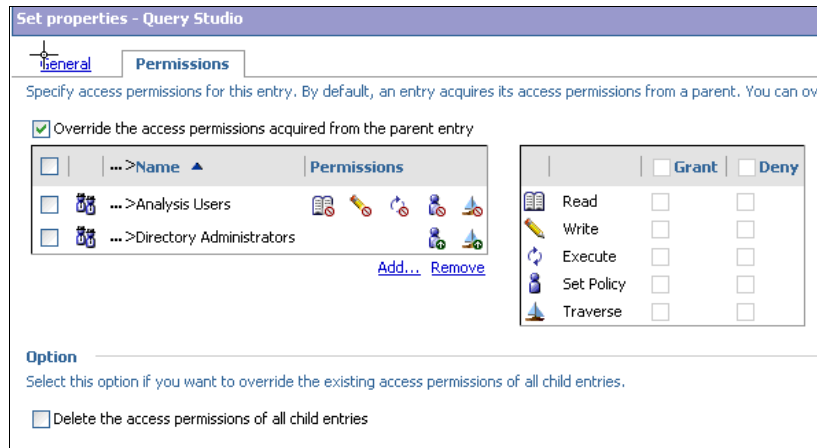 Set properties - Query Studio
General Permissions
Specify access permissions for this entry. By default, an entry acquires its access permissions from a parent. You can ov
Override the access permissions acquired from the parent entry
... >Name Permissions
... >Analysis Users
... >Directory Administrators
Add... Remove
Grant Deny
Read
Write
Execute
Set Policy
Traverse
Option
Select this option if you want to override the existing access permissions of all child entries.
Delete the access permissions of all child entries